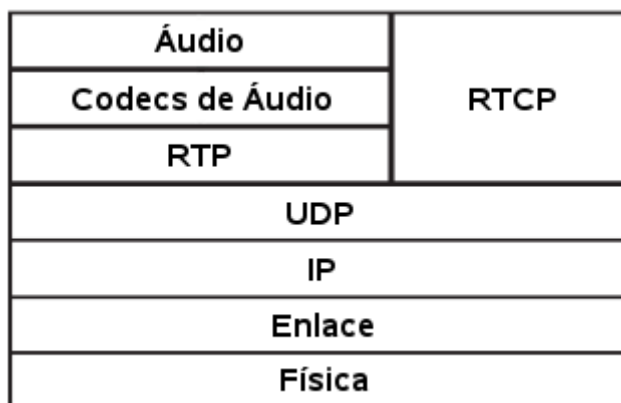 Áudio
Codecs de Áudio
RTP
RTCP
UDP
IP
Enlace
Física